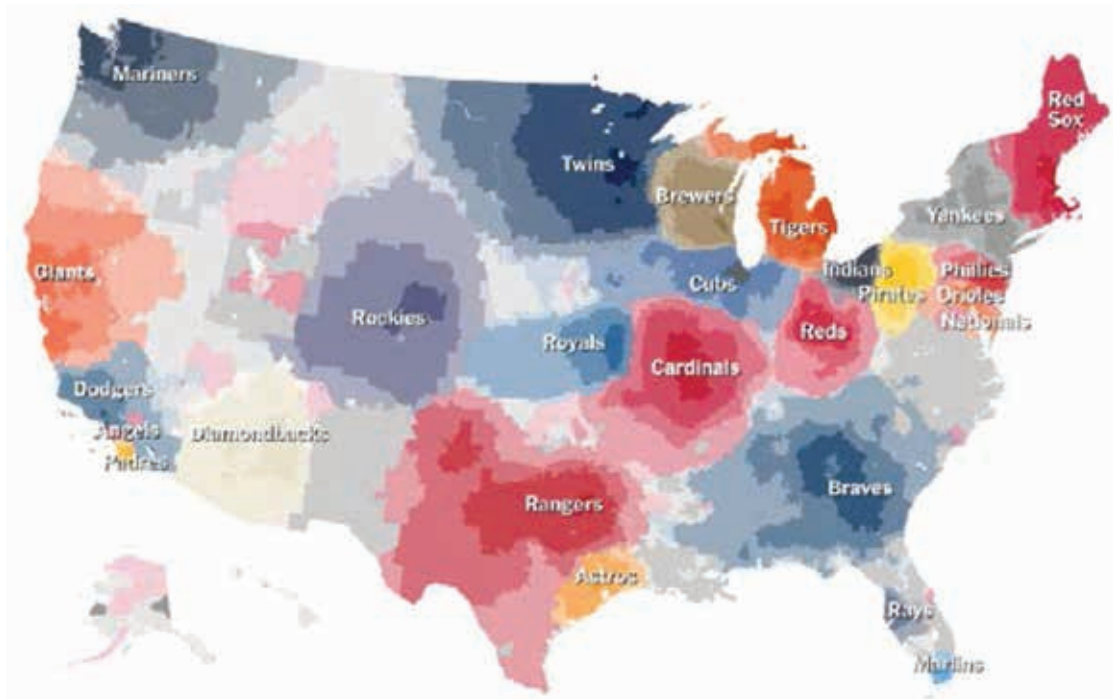 Mariners
Red
Sox
Twins
Brewers
Tigers
Yankees
Giants
Indians
Phillies
Cubs
Pirates
Orioles
Rockies
Nationals
Royals
Reds
Cardinals
Dodgers
Angels
Diamondbacks
Padres
Braves
Rangers
Astros
Rays
Marlins